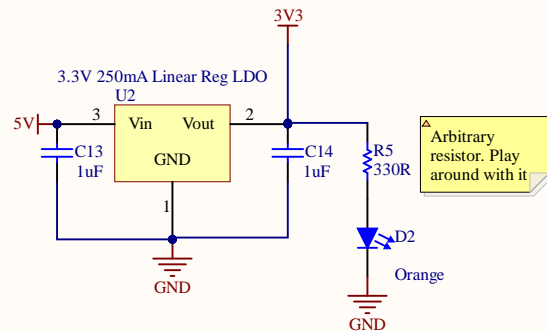 3V3
3.3V 250mA Linear Reg LDO
U2
5V
3
Vin
Vout
2
GND
1
C13
1uF
C14
1uF
R5
330R
D2
Orange
GND
GND
Arbitrary
resistor. Play
around with it